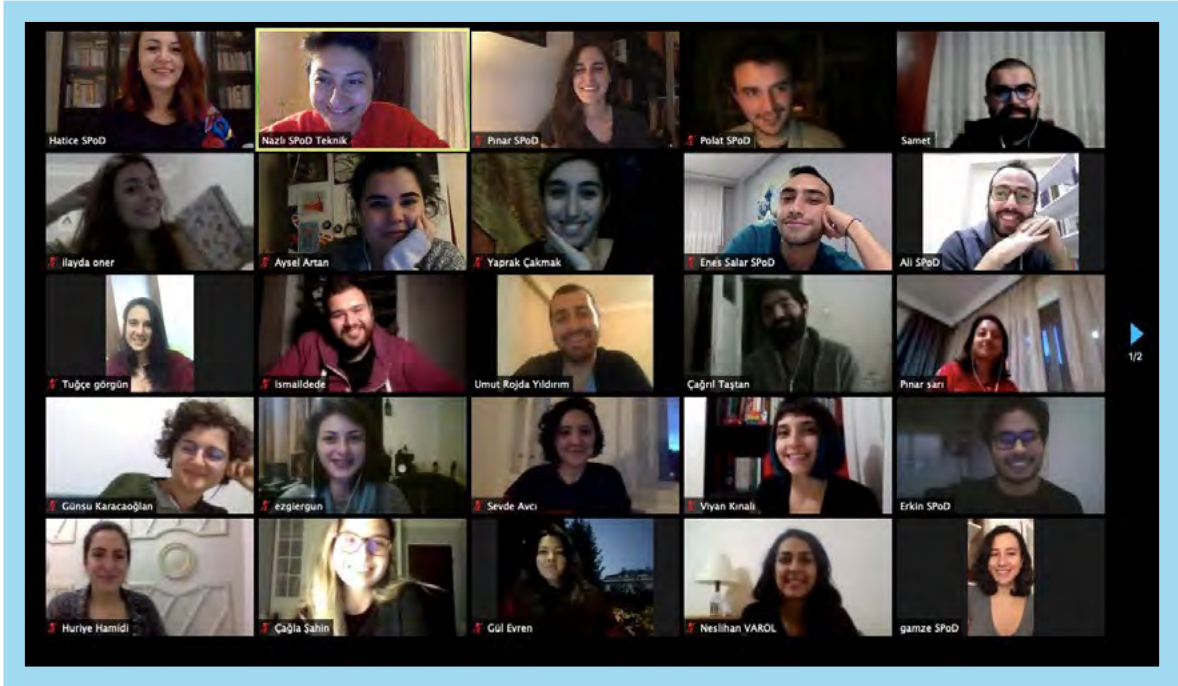 Hatice SPoD
Nazlı SPoD Teknik
Pınar SPoD
Polat SPoD
Samet
ilayda oner
Aysel Artan
Yaprak Çakmak
Enes Salar SPoD
Ali SPoD
Tuğçe görgün
ismaildede
Umut Rojda Yıldırım
Çağrıl Taştan
Pınar sarı
1/2
Günsu Karacaoğlan
ezgiergun
Sevde Avcı
Viyan Kınalı
Erkin SPoD
Huriye Hamidi
Çağla Şahin
Gül Evren
Neslihan VAROL
gamze SPoD